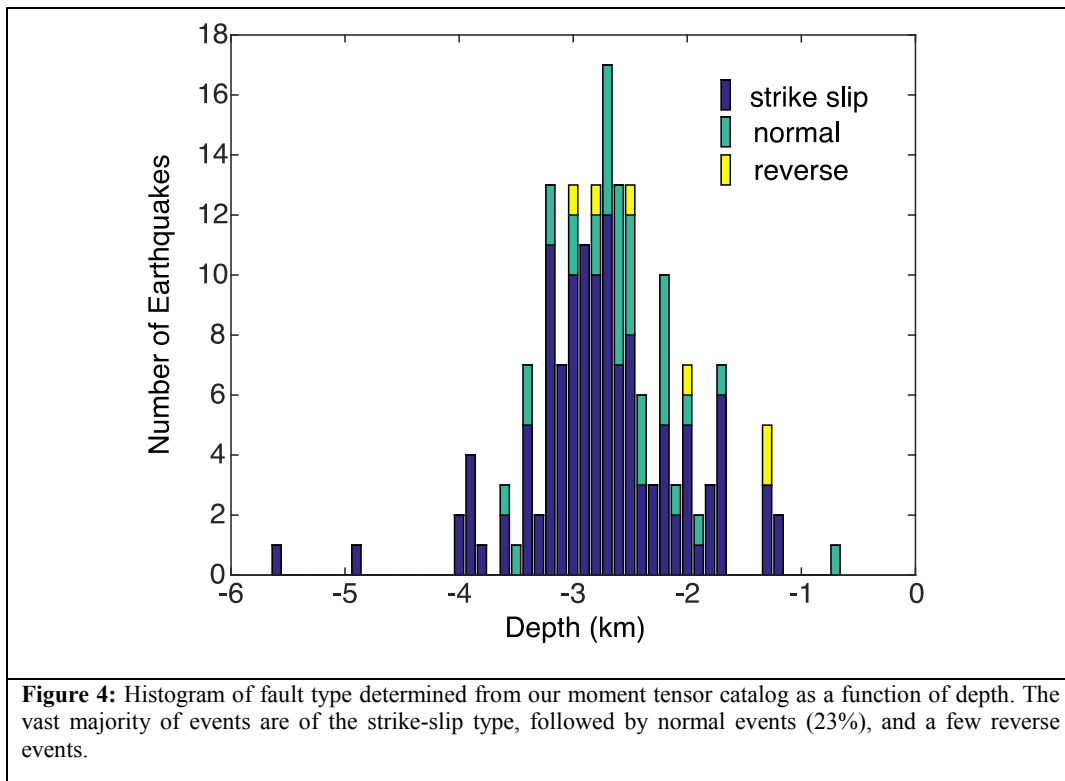 18
16
14
12
10
8
6
4
2
0
Number of Earthquakes
strike slip
normal
reverse
-6 -5 -4 -3 -2 -1 0
Depth (km)
Figure 4: Histogram of fault type determined from our moment tensor catalog as a function of depth. The
vast majority of events are of the strike-slip type, followed by normal events (23%), and a few reverse
events.